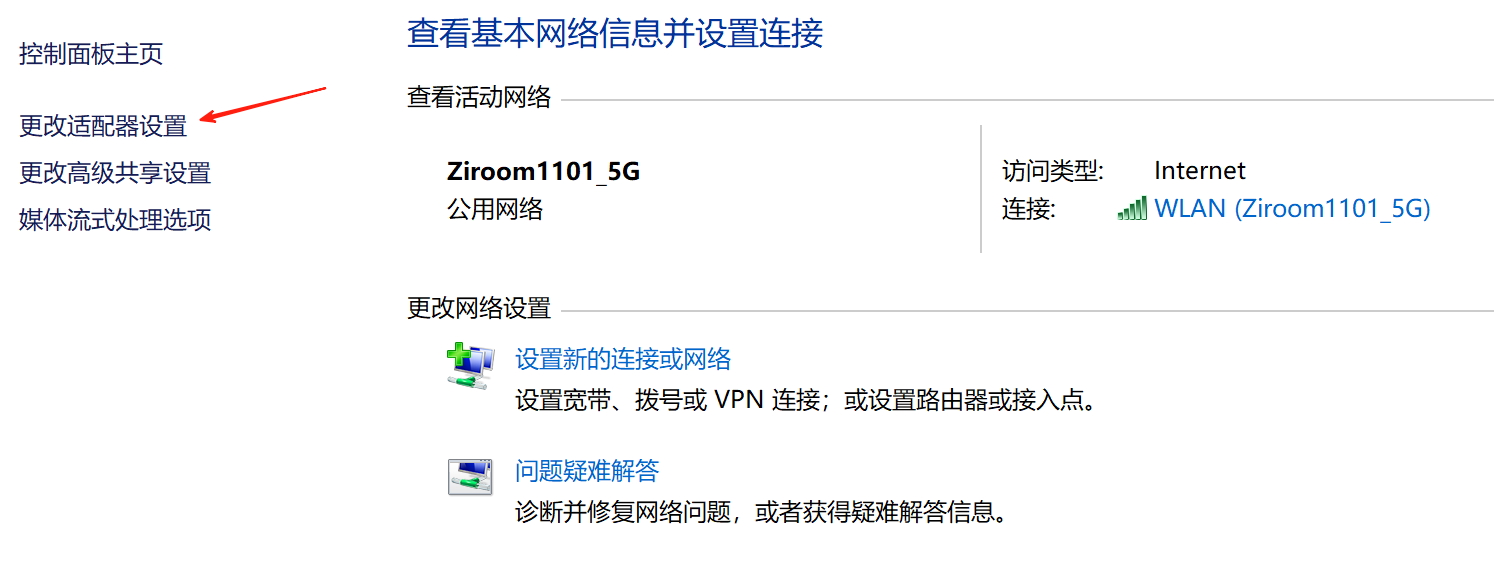 控制面板主页
更改适配器设置
更改高级共享设置
媒体流式处理选项
查看基本网络信息并设置连接
查看活动网络
Ziroom1101_5G
公用网络
访问类型: Internet
连接: WLAN (Ziroom1101_5G)
更改网络设置
设置新的连接或网络
设置宽带、拨号或 VPN 连接；或设置路由器或接入点。
问题疑难解答
诊断并修复网络问题，或者获得疑难解答信息。